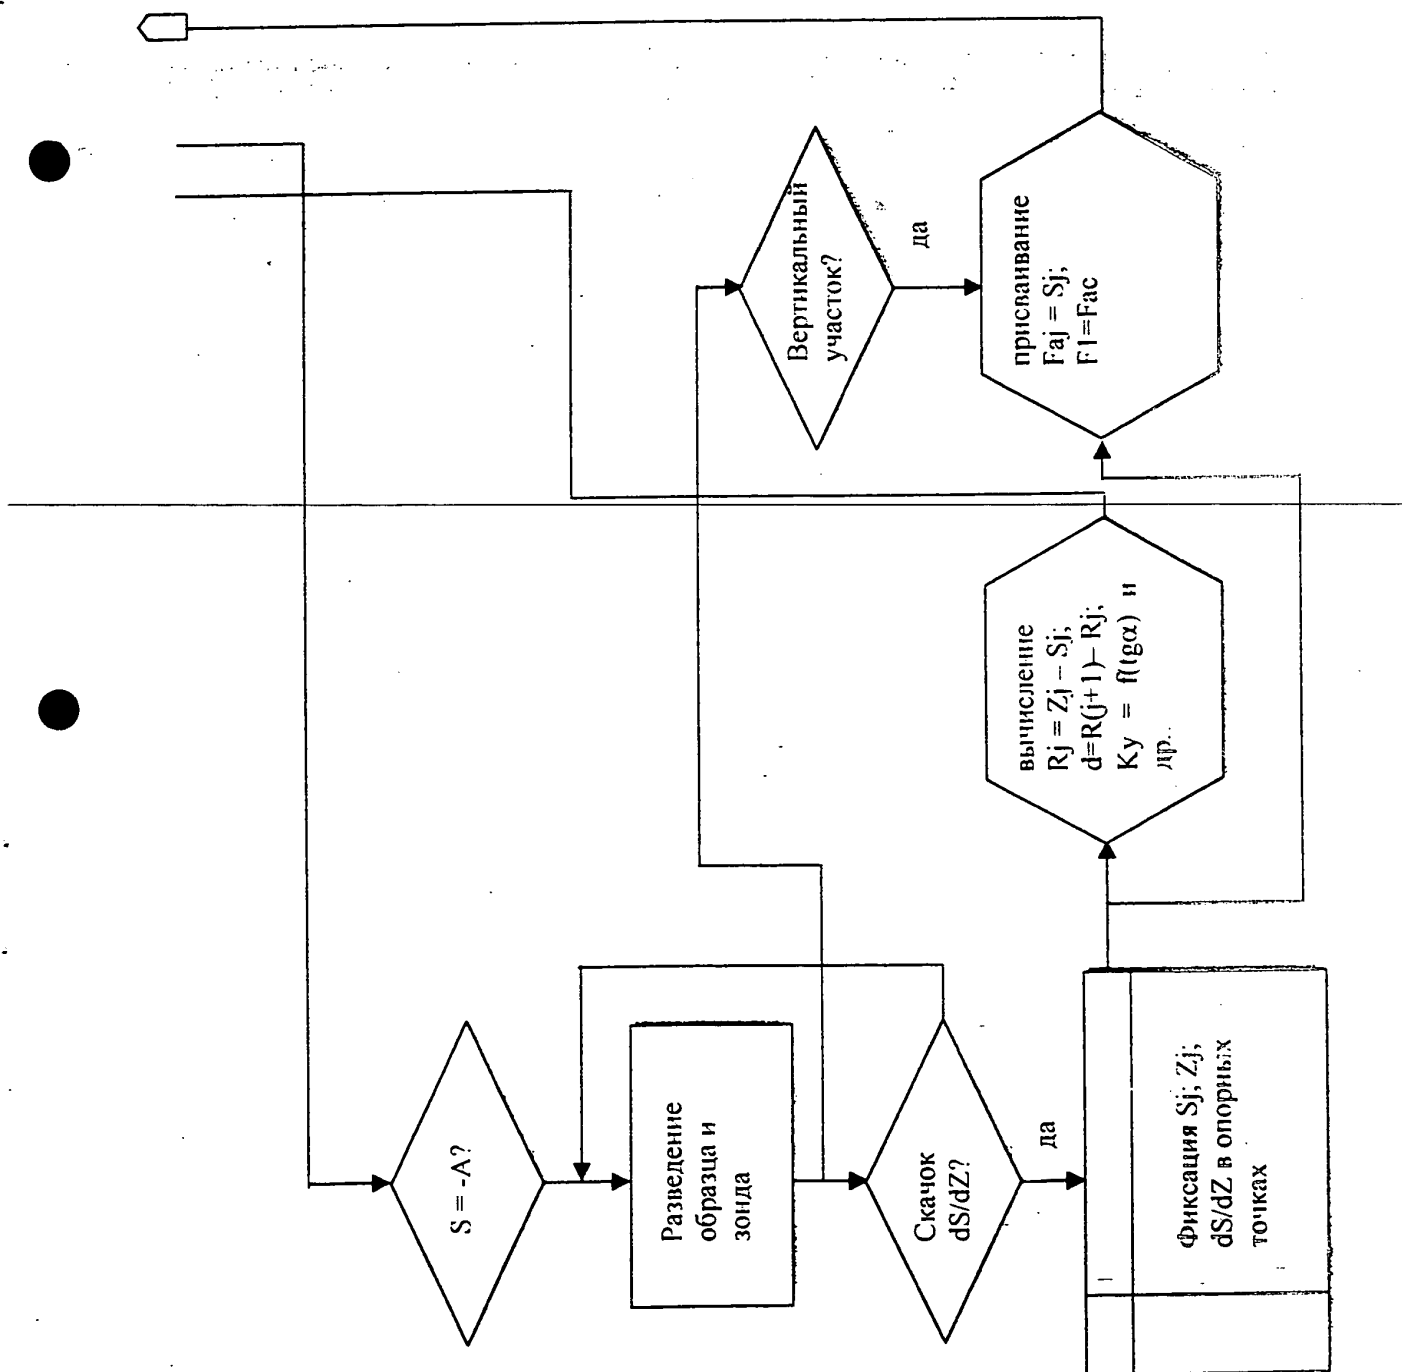 S = -A?
Разведение
образца и
зонда
Скачок
dS/dZ?
да
Фиксация Sj; Zj;
dS/dZ в опорных
точках
вычисление
Rj = Zj – Sj;
d=R(j+1)– Rj;
Ky = f(tgα) и
др..
Вертикальный
участок?
да
присваивание
Faj = Sj;
F1=Fac